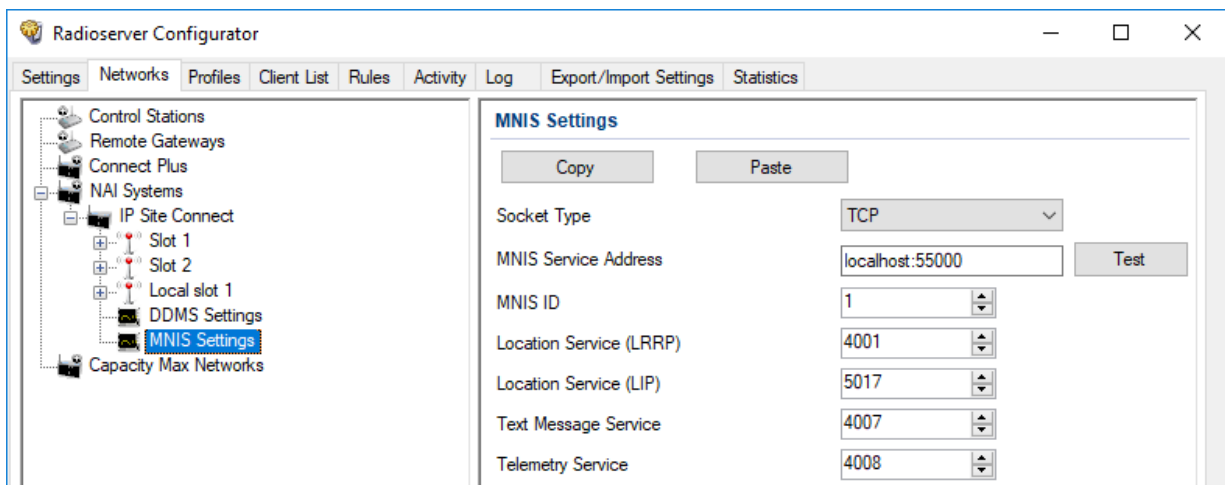 Radioserver Configurator
Settings Networks Profiles Client List Rules Activity Log Export/Import Settings Statistics
Control Stations
Remote Gateways
Connect Plus
NAI Systems
IP Site Connect
Slot 1
Slot 2
Local slot 1
DDMS Settings
MNIS Settings
Capacity Max Networks
MNIS Settings
Copy Paste
Socket Type TCP
MNIS Service Address localhost:55000 Test
MNIS ID 1
Location Service (LRRP) 4001
Location Service (LIP) 5017
Text Message Service 4007
Telemetry Service 4008